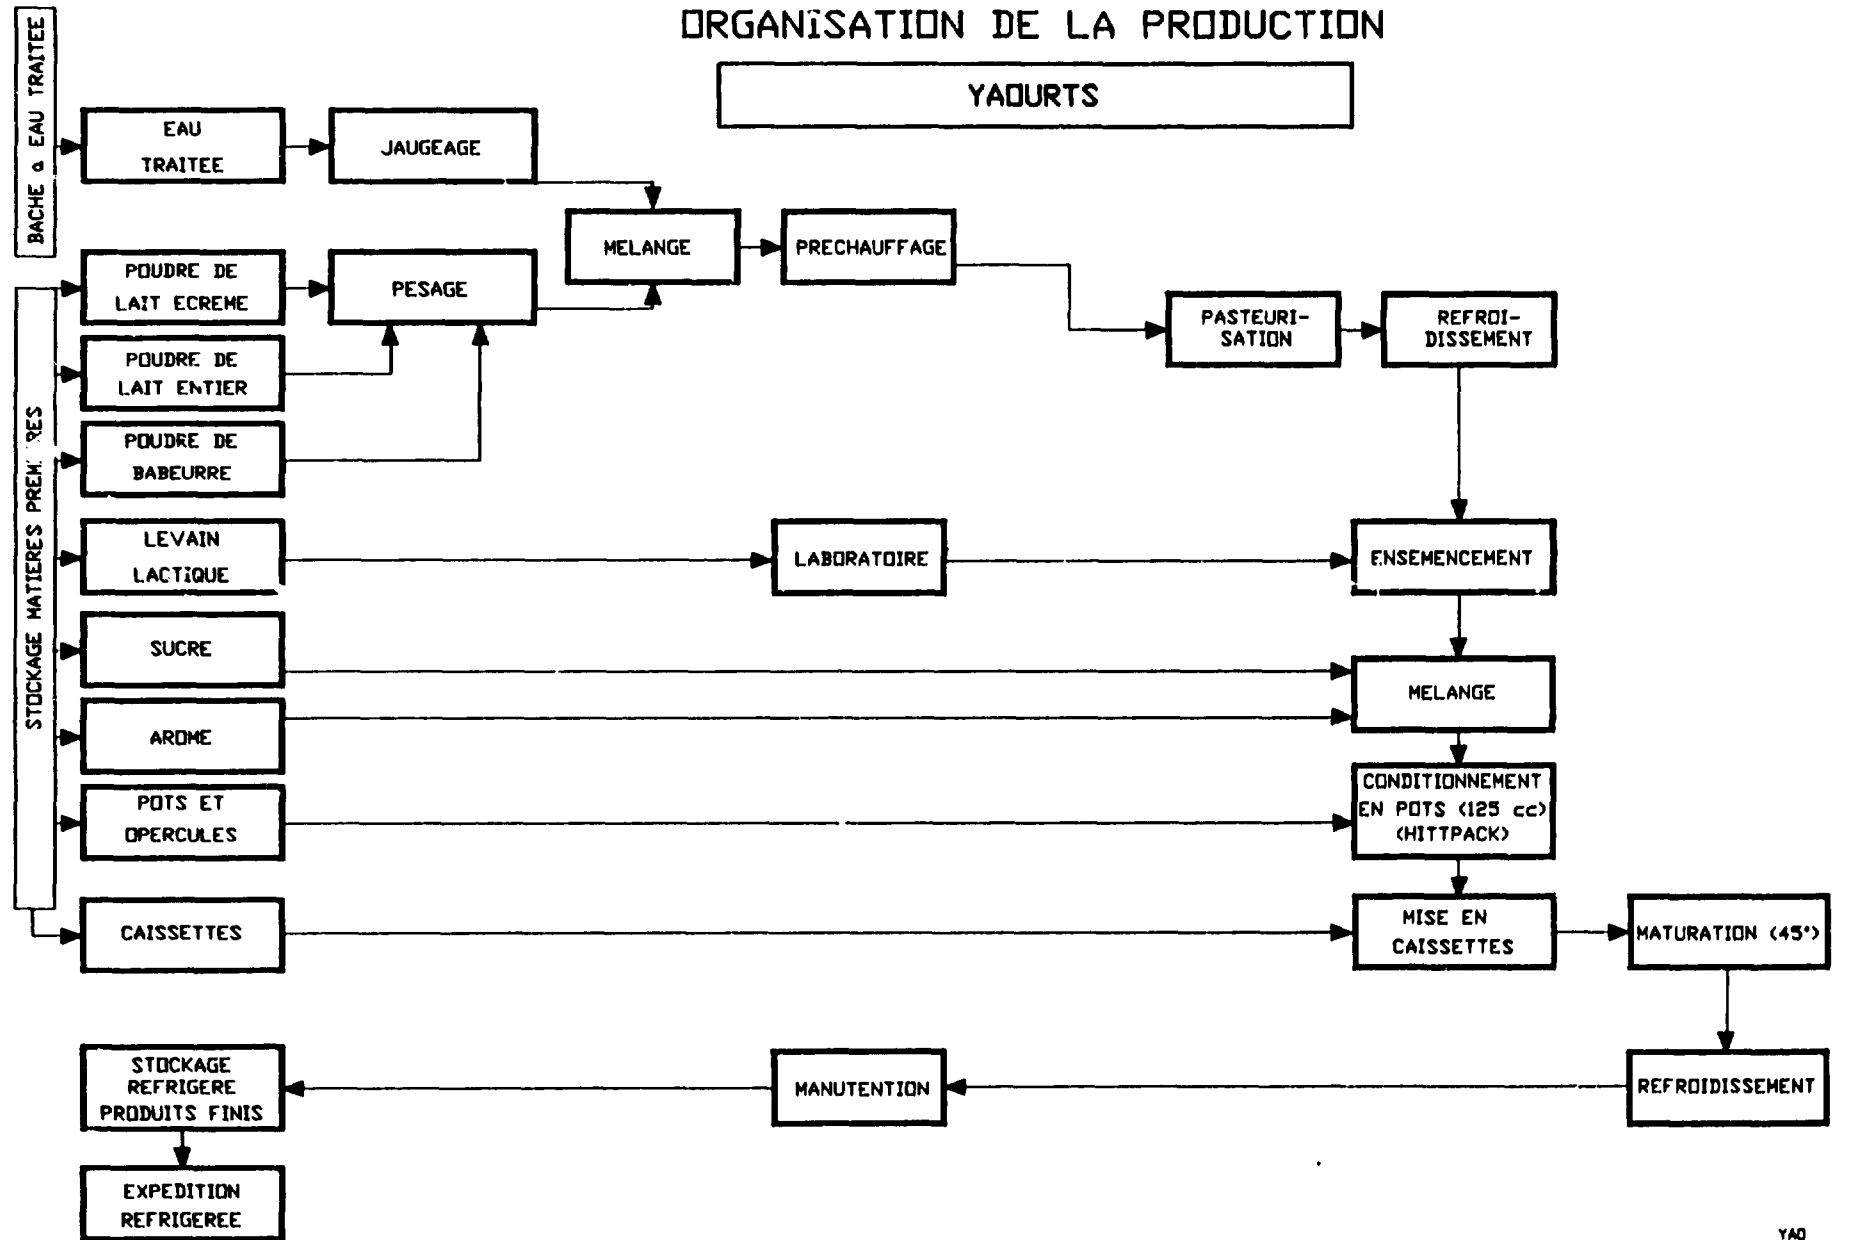 ORGANISATION DE LA PRODUCTION
YAOURTS
BACHE a EAU TRAITEE
EAU
TRAITEE
JAUGEAGE
MELANGE
PRECHAUFFAGE
STOCKAGE MATIERES
POUDRE DE
LAIT ECREME
PESAGE
POUDRE DE
LAIT ENTIER
POUDRE DE
BABEURRE
PASTEURI-
SATION
REFROI-
DISSEMENT
LEVAIN
LACTIQUE
LABORATOIRE
ENSEMENCEMENT
SUCRE
MELANGE
AROME
POTS ET
OPERCULES
CONDITIONNEMENT
EN POTS (125 cc)
(HITTPACK)
CAISSETTES
MISE EN
CAISSETTES
MATURATION (45°)
STOCKAGE
REFRIGERE
PRODUITS FINIS
MANUTENTION
REFROIDISSEMENT
EXPEDITION
REFRIGEREE
YAO